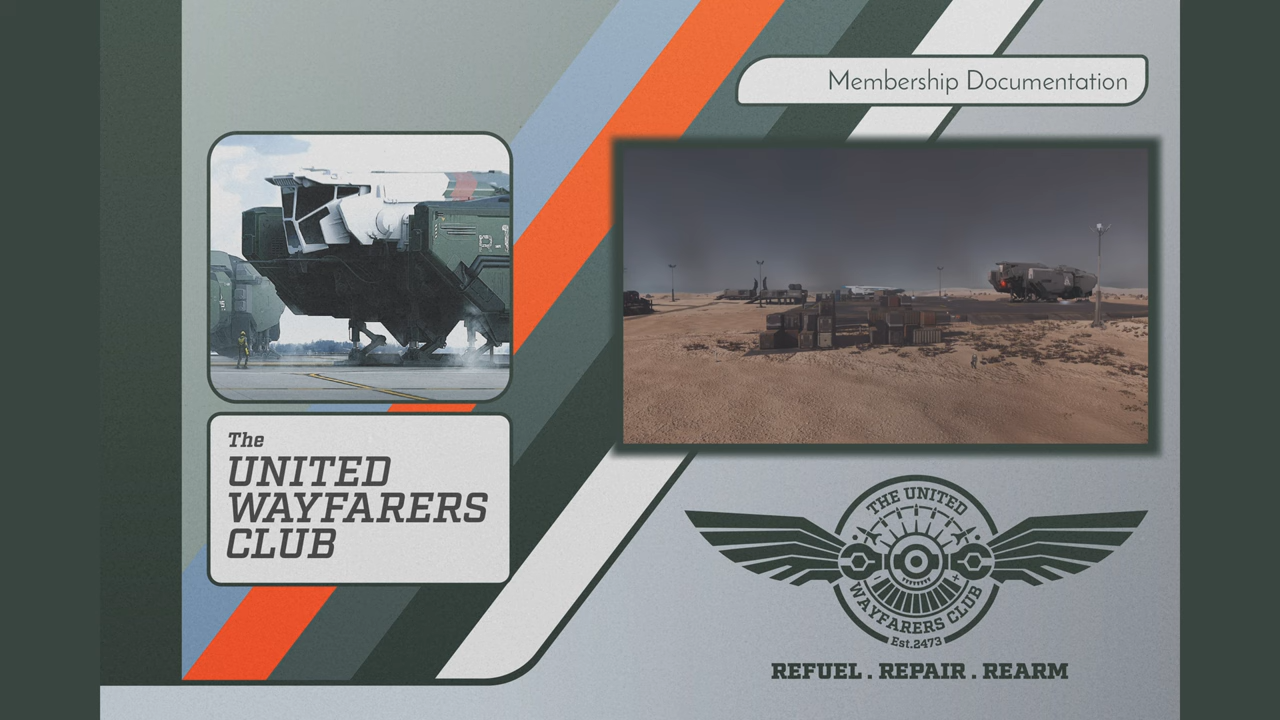 Membership Documentation
R-
The
UNITED
WAYFARERS
CLUB
THE UNITED
WAYFARERS CLUB
Est.2473
REFUEL . REPAIR . REARM